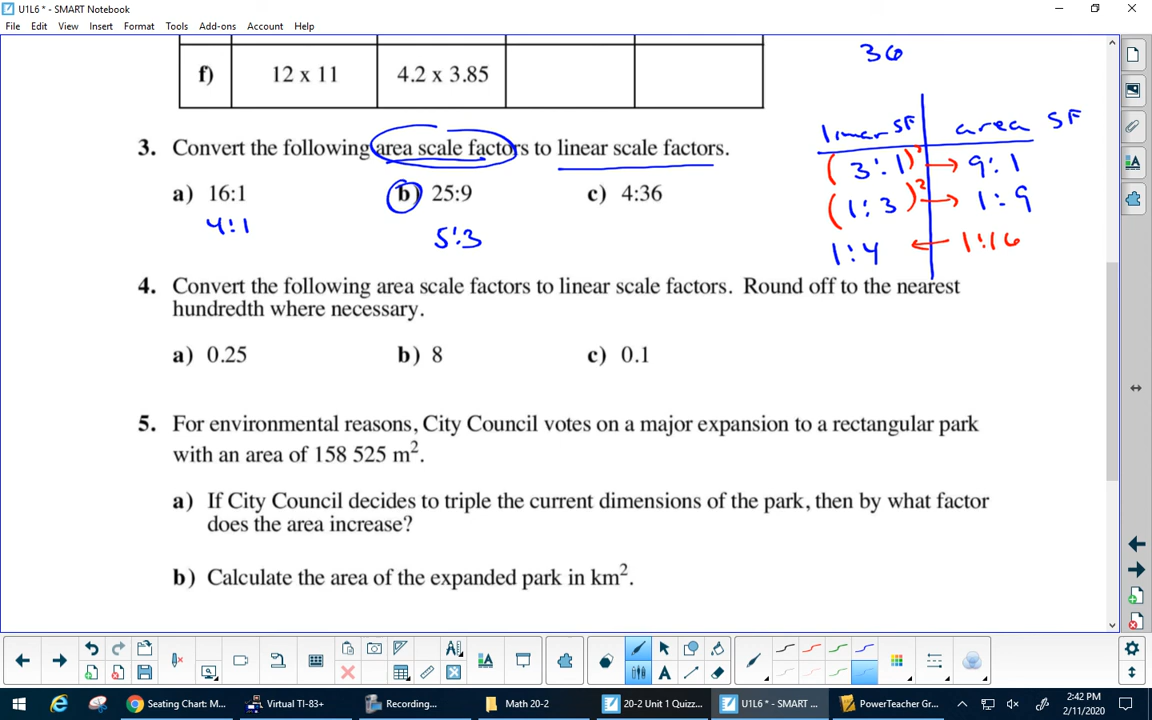 U1L6 * - SMART Notebook
File Edit View Insert Format Tools Add-ons Account Help
36
f) 12 x 11 4.2 x 3.85
linear SF area SF
3. Convert the following area scale factors to linear scale factors.
(3:1)² → 9:1
a) 16:1 b) 25:9 c) 4:36
(1:3)² → 1:9
4:1 5:3
1:4 ← 1:16
4. Convert the following area scale factors to linear scale factors. Round off to the nearest
hundredth where necessary.
a) 0.25 b) 8 c) 0.1
5. For environmental reasons, City Council votes on a major expansion to a rectangular park
with an area of 158 525 m².
a) If City Council decides to triple the current dimensions of the park, then by what factor
does the area increase?
b) Calculate the area of the expanded park in km².
Seating Chart: M... Virtual TI-83+ Recording... Math 20-2 20-2 Unit 1 Quizz... U1L6 * - SMART ... PowerTeacher Gr...
2:42 PM
2/11/2020